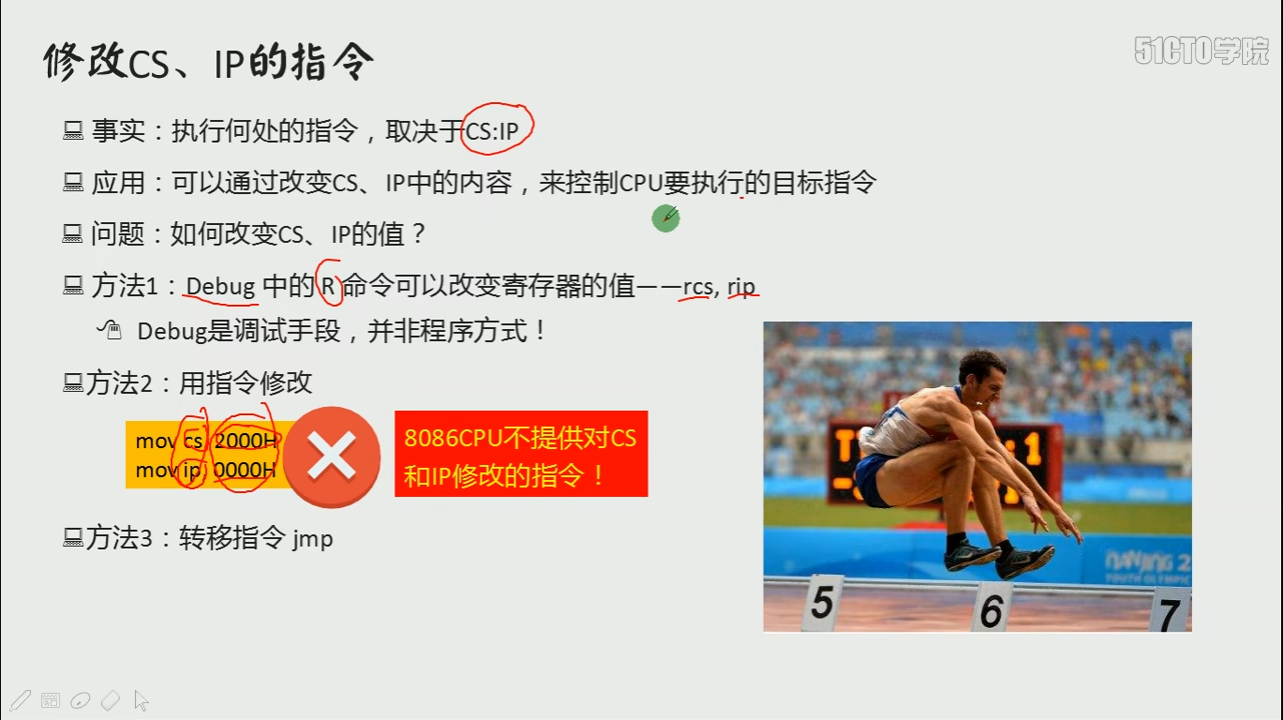 修改CS、IP的指令
51CTO学院
事实：执行何处的指令，取决于CS:IP
应用：可以通过改变CS、IP中的内容，来控制CPU要执行的目标指令
问题：如何改变CS、IP的值？
方法1：Debug 中的 R 命令可以改变寄存器的值——rcs, rip
Debug是调试手段，并非程序方式！
方法2：用指令修改
mov cs, 2000H
mov ip, 0000H
8086CPU不提供对CS
和IP修改的指令！
方法3：转移指令 jmp
NANJING 2
YOUTH OLYMPIC
5
6
7